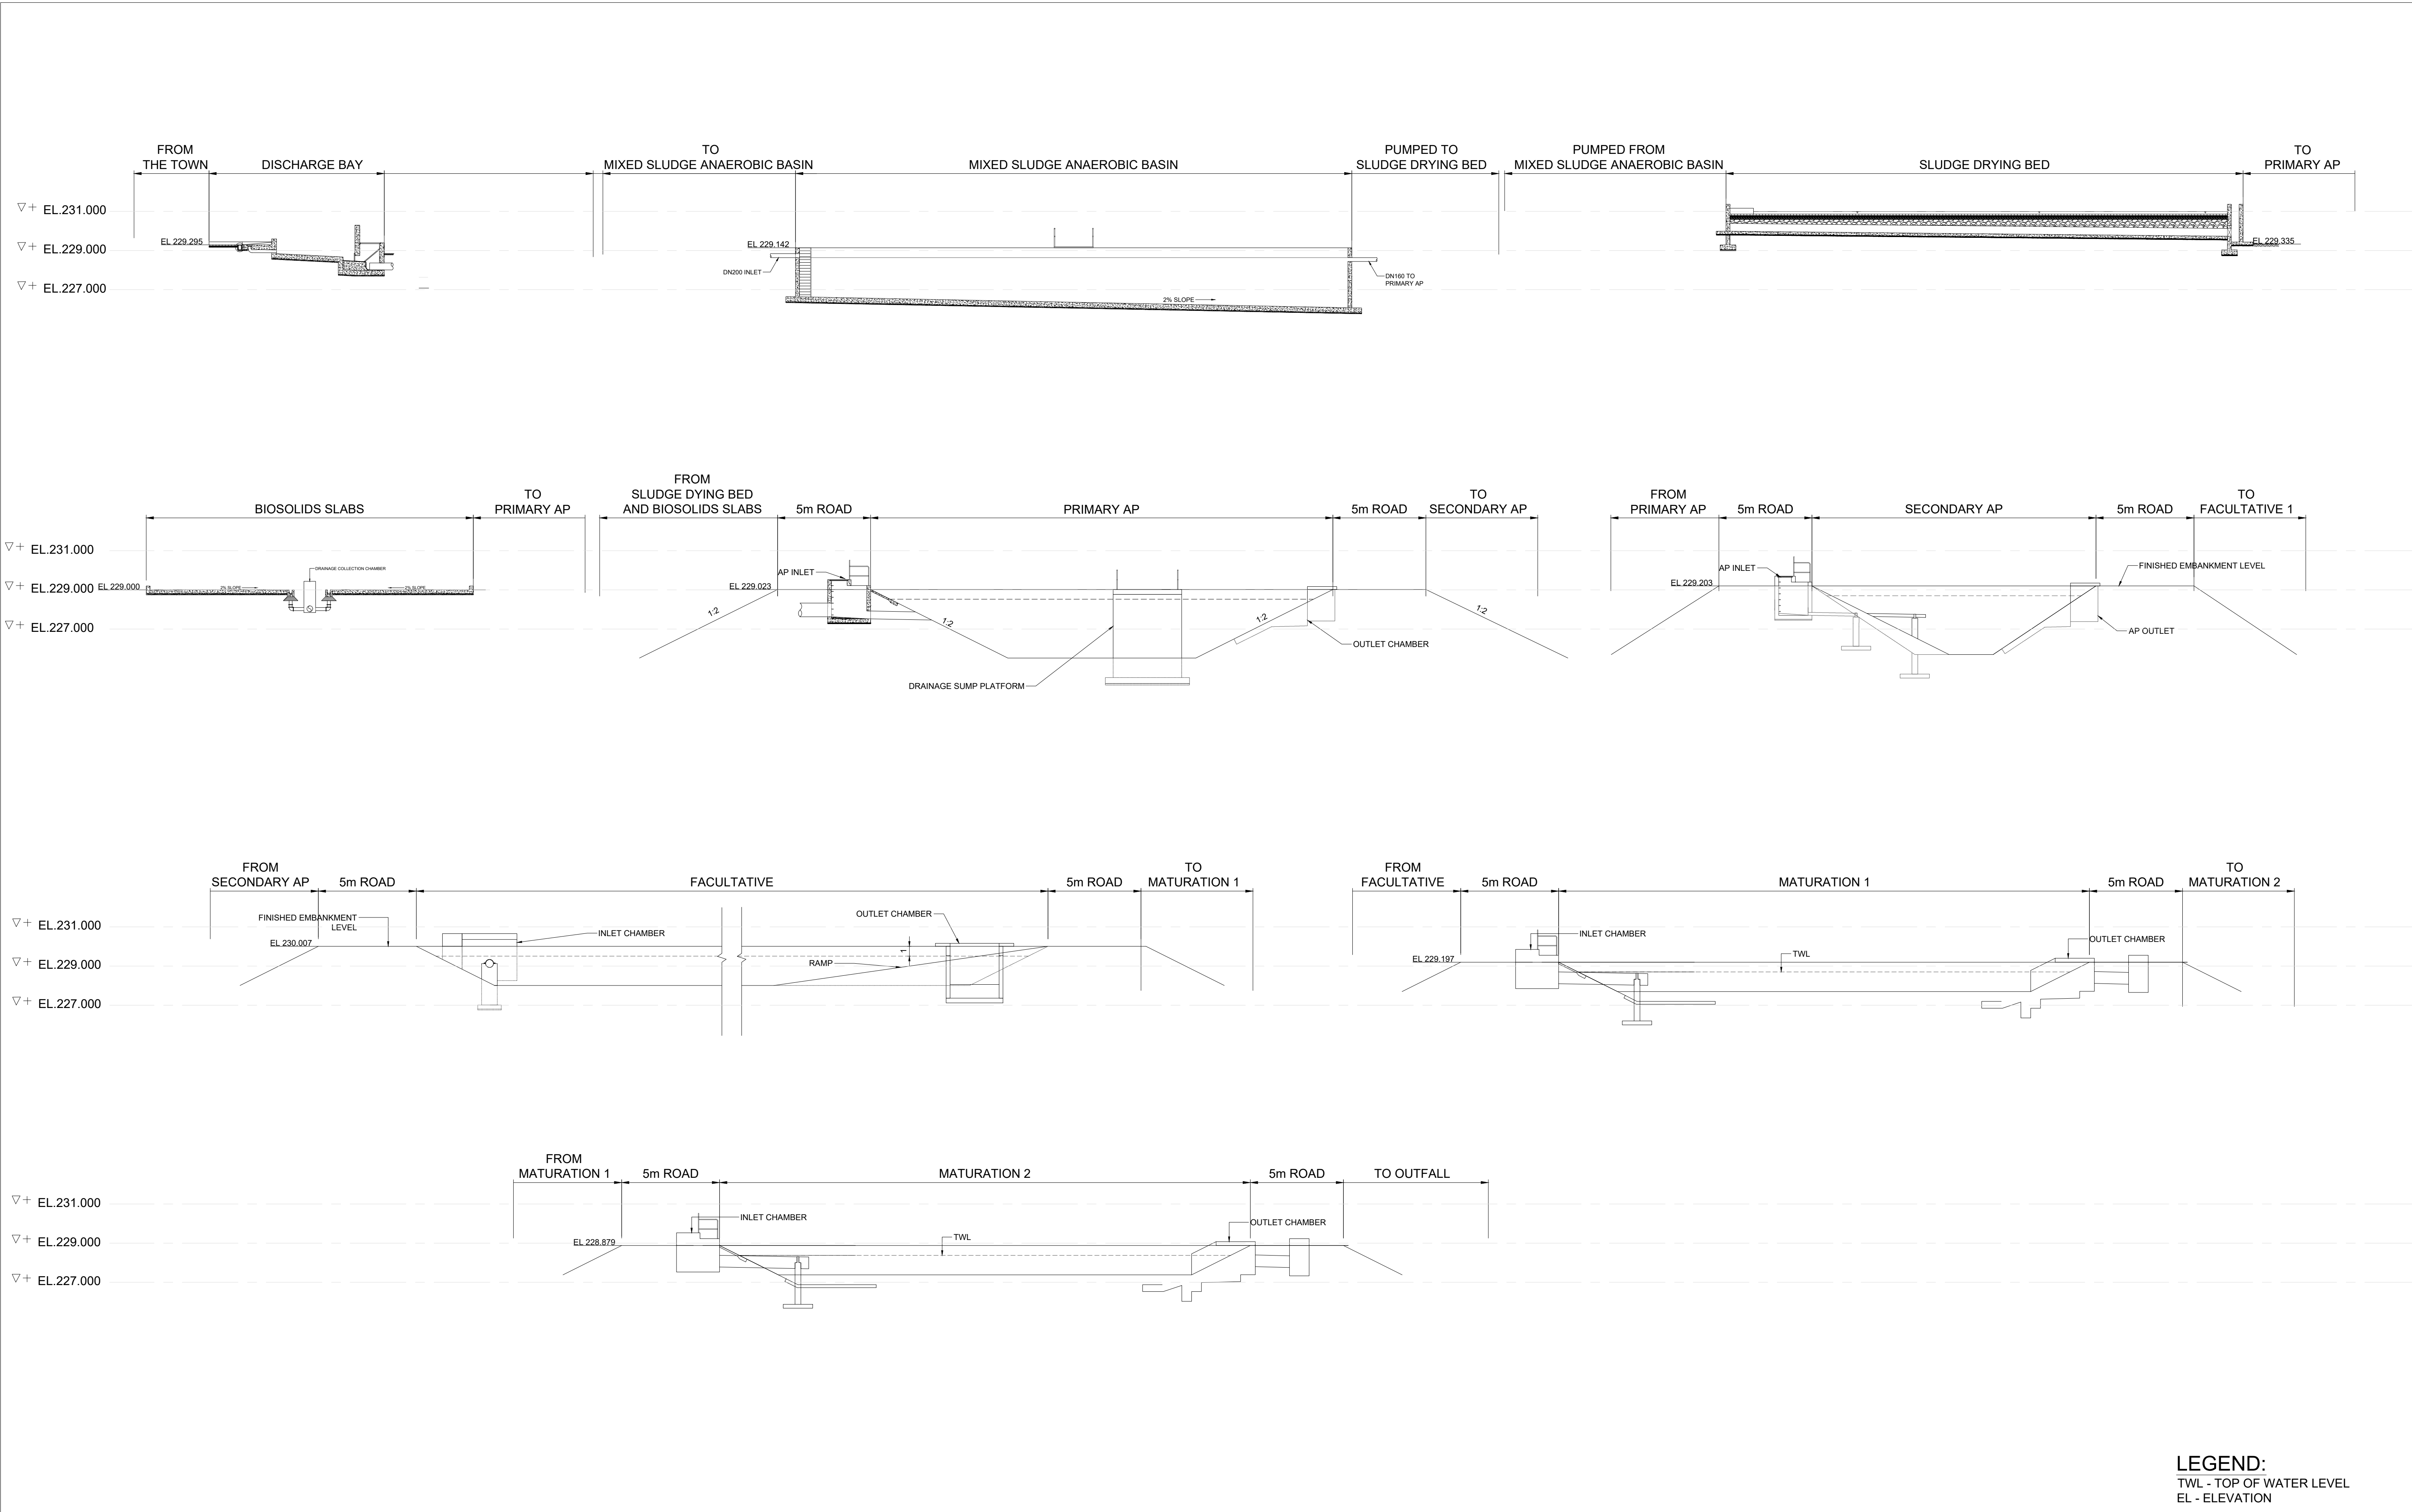 FROM
THE TOWN
DISCHARGE BAY
TO
MIXED SLUDGE ANAEROBIC BASIN
MIXED SLUDGE ANAEROBIC BASIN
PUMPED TO
SLUDGE DRYING BED
PUMPED FROM
MIXED SLUDGE ANAEROBIC BASIN
SLUDGE DRYING BED
TO
PRIMARY AP
EL.231.000
EL.229.000
EL.227.000
EL 229.295
EL 229.142
DN200 INLET
2% SLOPE
DN160 TO
PRIMARY AP
EL 229.335
BIOSOLIDS SLABS
TO
PRIMARY AP
FROM
SLUDGE DYING BED
AND BIOSOLIDS SLABS
5m ROAD
PRIMARY AP
5m ROAD
TO
SECONDARY AP
FROM
PRIMARY AP
5m ROAD
SECONDARY AP
5m ROAD
TO
FACULTATIVE 1
EL.231.000
EL.229.000
EL.227.000
EL 229.000
2% SLOPE
DRAINAGE COLLECTION CHAMBER
2% SLOPE
EL 229.023
1:2
AP INLET
1:2
DRAINAGE SUMP PLATFORM
1:2
OUTLET CHAMBER
1:2
EL 229.203
AP INLET
FINISHED EMBANKMENT LEVEL
AP OUTLET
FROM
SECONDARY AP
5m ROAD
FACULTATIVE
5m ROAD
TO
MATURATION 1
FROM
FACULTATIVE
5m ROAD
MATURATION 1
5m ROAD
TO
MATURATION 2
EL.231.000
EL.229.000
EL.227.000
FINISHED EMBANKMENT
LEVEL
EL 230.007
INLET CHAMBER
RAMP
OUTLET CHAMBER
1
EL 229.197
INLET CHAMBER
TWL
OUTLET CHAMBER
FROM
MATURATION 1
5m ROAD
MATURATION 2
5m ROAD
TO OUTFALL
EL.231.000
EL.229.000
EL.227.000
EL 228.879
INLET CHAMBER
TWL
OUTLET CHAMBER
LEGEND:
TWL - TOP OF WATER LEVEL
EL - ELEVATION